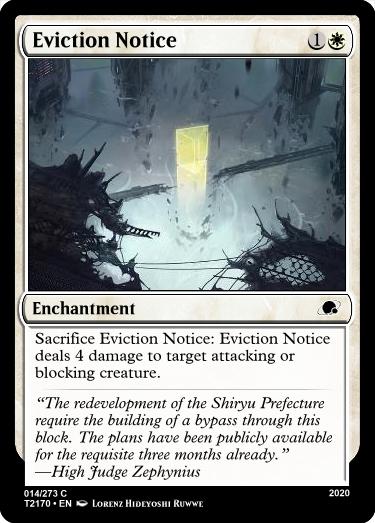 Eviction Notice 1
Enchantment
Sacrifice Eviction Notice: Eviction Notice
deals 4 damage to target attacking or
blocking creature.
“The redevelopment of the Shiryu Prefecture
require the building of a bypass through this
block. The plans have been publicly available
for the requisite three months already.”
—High Judge Zephynius
014/273 C 2020
T2170 • EN Lorenz Hideyoshi Ruwwe